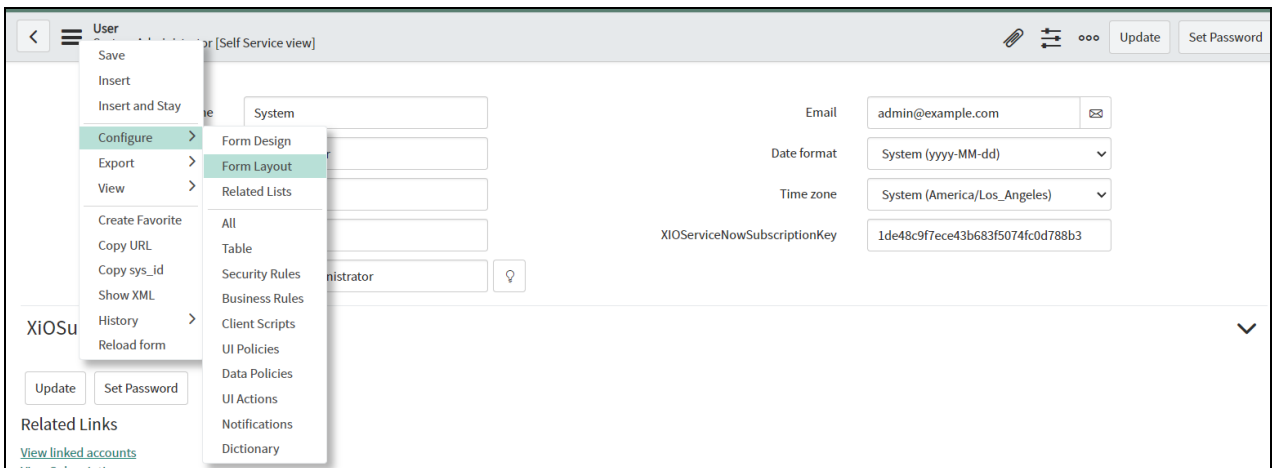 User
[Self Service view]
Update
Set Password
Save
Insert
Insert and Stay
Configure
Export
View
Create Favorite
Copy URL
Copy sys_id
Show XML
History
Reload form
Form Design
Form Layout
Related Lists
All
Table
Security Rules
Business Rules
Client Scripts
UI Policies
Data Policies
UI Actions
Notifications
Dictionary
System
Email
admin@example.com
Date format
System (yyyy-MM-dd)
Time zone
System (America/Los_Angeles)
XIOServiceNowSubscriptionKey
1de48c9f7ece43b683f5074fc0d788b3
XiOSu
Update
Set Password
Related Links
View linked accounts